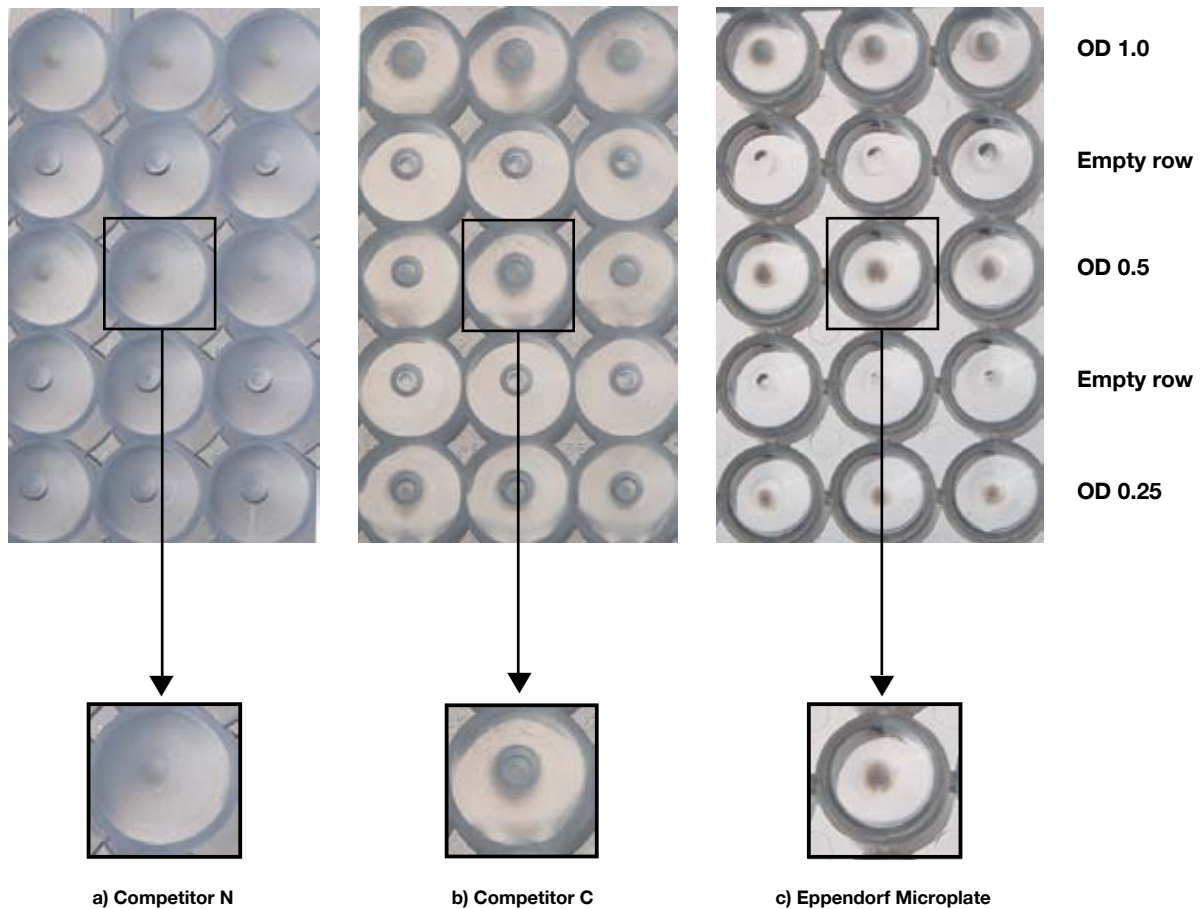 OD 1.0
Empty row
OD 0.5
Empty row
OD 0.25
a) Competitor N
b) Competitor C
c) Eppendorf Microplate